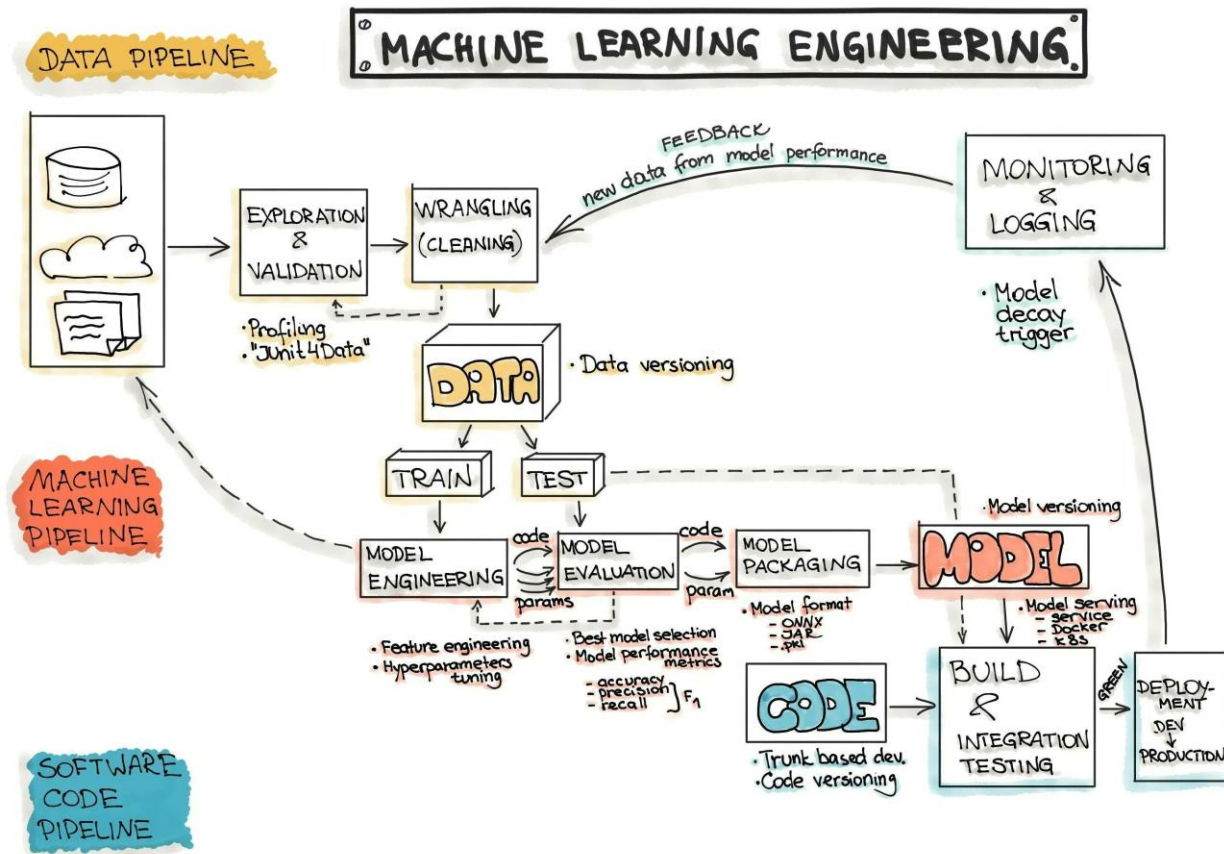 MACHINE LEARNING ENGINEERING
DATA PIPELINE
EXPLORATION
&
VALIDATION
• Profiling
• "JUnit4Data"
WRANGLING
(CLEANING)
FEEDBACK
new data from model performance
MONITORING
&
LOGGING
• Model
decay
trigger
DATA
• Data versioning
TRAIN
TEST
MACHINE
LEARNING
PIPELINE
MODEL
ENGINEERING
• Feature engineering
• Hyperparameters
tuning
code
params
MODEL
EVALUATION
• Best model selection
• Model performance
metrics
- accuracy
- precision
- recall
F1
code
param
MODEL
PACKAGING
• Model format
- ONNX
- JAR
- .pkl
• Model versioning
MODEL
• Model serving
- service
- Docker
- K8S
SOFTWARE
CODE
PIPELINE
CODE
• Trunk based dev.
• Code versioning
BUILD
&
INTEGRATION
TESTING
GREEN
DEPLOY-
MENT
DEV
PRODUCTION